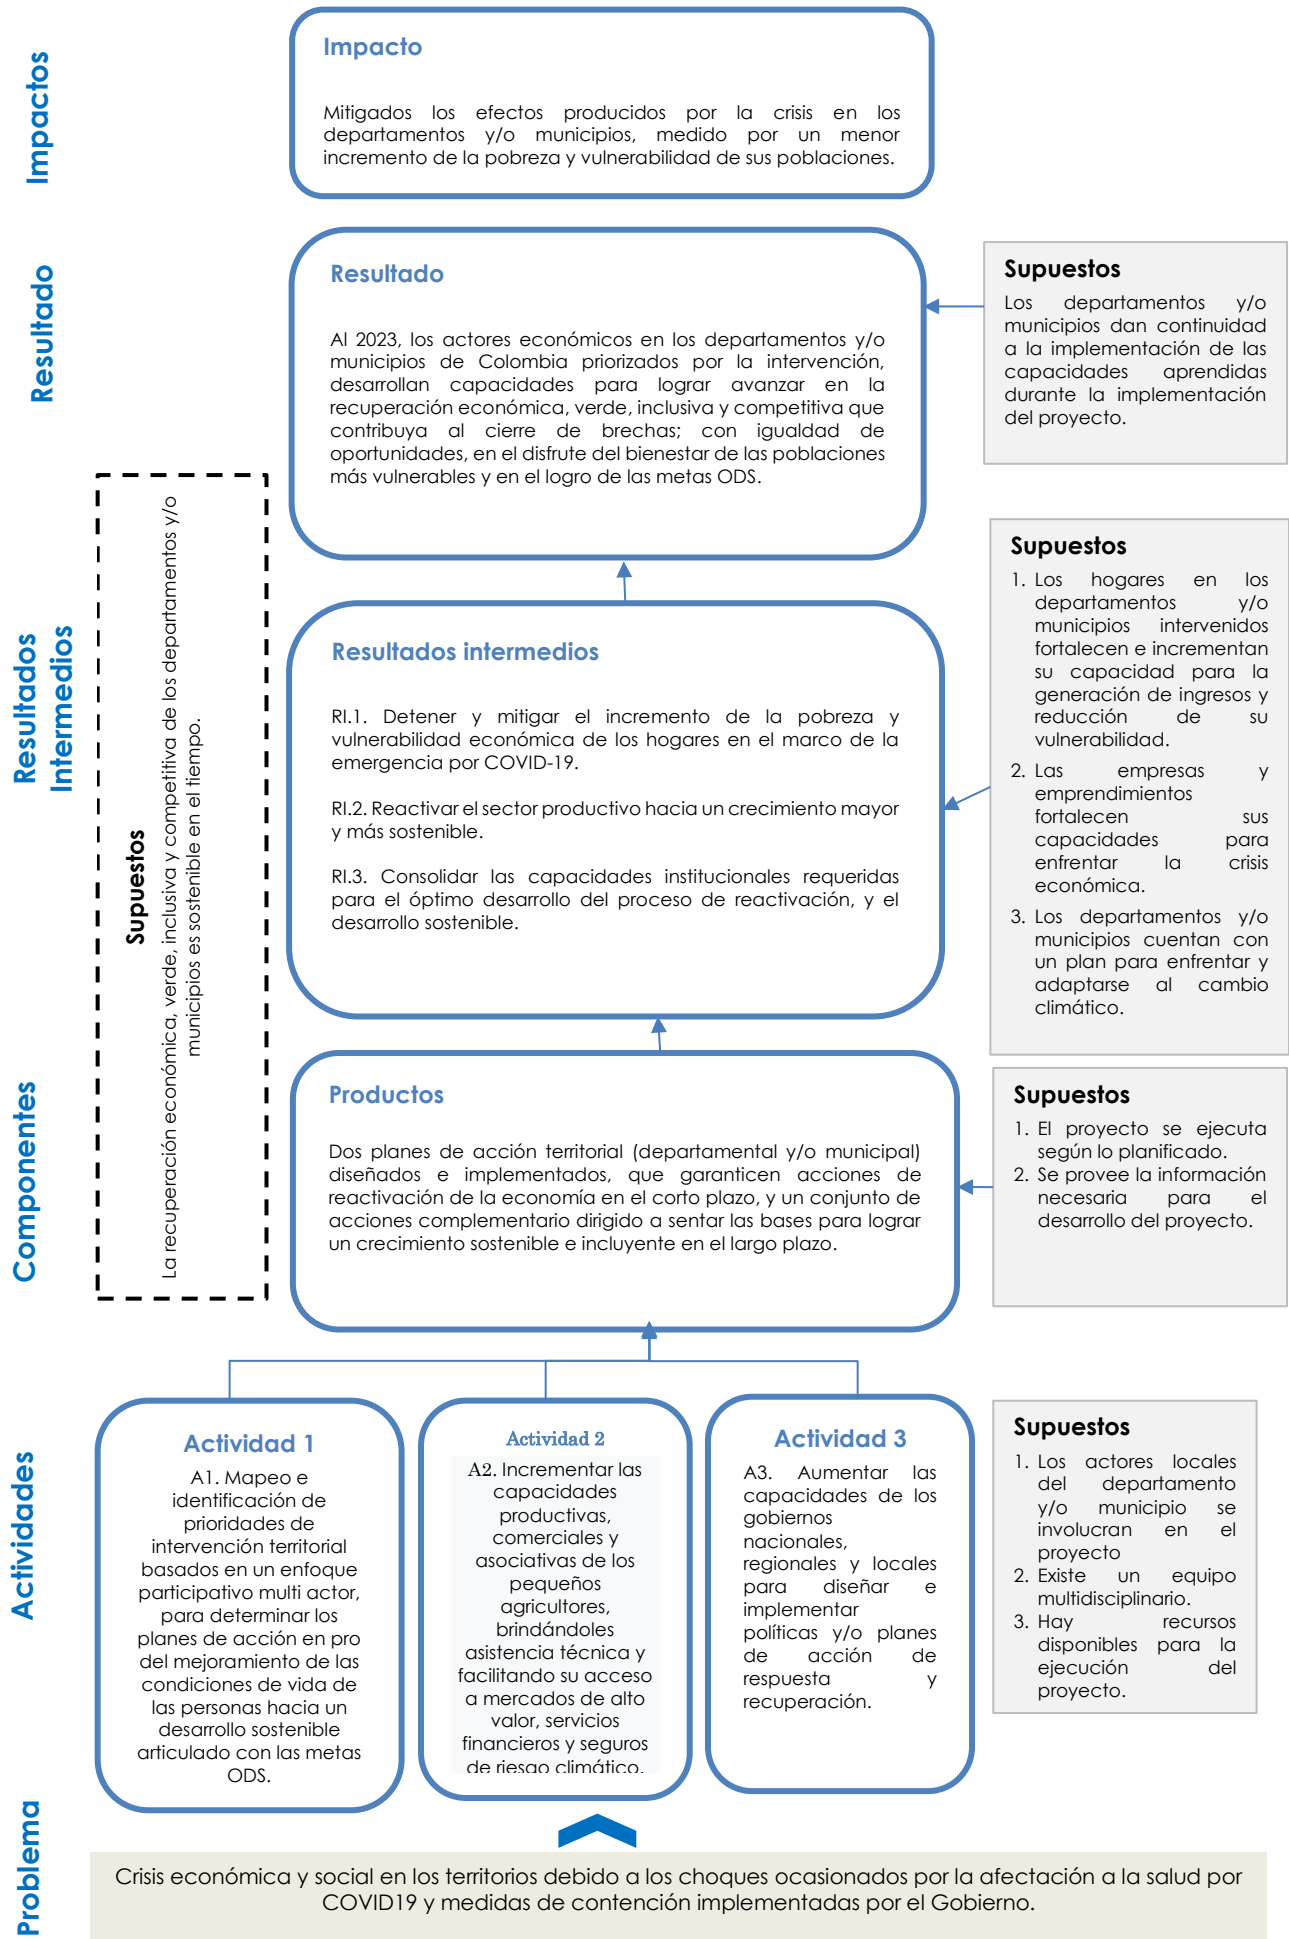 Impactos
Impacto
Mitigados los efectos producidos por la crisis en los
departamentos y/o municipios, medido por un menor
incremento de la pobreza y vulnerabilidad de sus poblaciones.
Resultado
Resultado
Al 2023, los actores económicos en los departamentos y/o
municipios de Colombia priorizados por la intervención,
desarrollan capacidades para lograr avanzar en la
recuperación económica, verde, inclusiva y competitiva que
contribuya al cierre de brechas; con igualdad de
oportunidades, en el disfrute del bienestar de las poblaciones
más vulnerables y en el logro de las metas ODS.
Supuestos
Los departamentos y/o
municipios dan continuidad
a la implementación de las
capacidades aprendidas
durante la implementación
del proyecto.
Supuestos
La recuperación económica, verde, inclusiva y competitiva de los departamentos y/o
municipios es sostenible en el tiempo.
Resultados
Intermedios
Resultados intermedios
RI.1. Detener y mitigar el incremento de la pobreza y
vulnerabilidad económica de los hogares en el marco de la
emergencia por COVID-19.
RI.2. Reactivar el sector productivo hacia un crecimiento mayor
y más sostenible.
RI.3. Consolidar las capacidades institucionales requeridas
para el óptimo desarrollo del proceso de reactivación, y el
desarrollo sostenible.
Supuestos
1. Los hogares en los
departamentos y/o
municipios intervenidos
fortalecen e incrementan
su capacidad para la
generación de ingresos y
reducción de su
vulnerabilidad.
2. Las empresas y
emprendimientos
fortalecen sus
capacidades para
enfrentar la crisis
económica.
3. Los departamentos y/o
municipios cuentan con
un plan para enfrentar y
adaptarse al cambio
climático.
Componentes
Productos
Dos planes de acción territorial (departamental y/o municipal)
diseñados e implementados, que garanticen acciones de
reactivación de la economía en el corto plazo, y un conjunto de
acciones complementario dirigido a sentar las bases para lograr
un crecimiento sostenible e incluyente en el largo plazo.
Supuestos
1. El proyecto se ejecuta
según lo planificado.
2. Se provee la información
necesaria para el
desarrollo del proyecto.
Actividades
Actividad 1
A1. Mapeo e
identificación de
prioridades de
intervención territorial
basados en un enfoque
participativo multi actor,
para determinar los
planes de acción en pro
del mejoramiento de las
condiciones de vida de
las personas hacia un
desarrollo sostenible
articulado con las metas
ODS.
Actividad 2
A2. Incrementar las
capacidades
productivas,
comerciales y
asociativas de los
pequeños
agricultores,
brindándoles
asistencia técnica y
facilitando su acceso
a mercados de alto
valor, servicios
financieros y seguros
de riesgo climático.
Actividad 3
A3. Aumentar las
capacidades de los
gobiernos
nacionales,
regionales y locales
para diseñar e
implementar
políticas y/o planes
de acción de
respuesta y
recuperación.
Supuestos
1. Los actores locales
del departamento
y/o municipio se
involucran en el
proyecto
2. Existe un equipo
multidisciplinario.
3. Hay recursos
disponibles para la
ejecución del
proyecto.
Problema
Crisis económica y social en los territorios debido a los choques ocasionados por la afectación a la salud por
COVID19 y medidas de contención implementadas por el Gobierno.